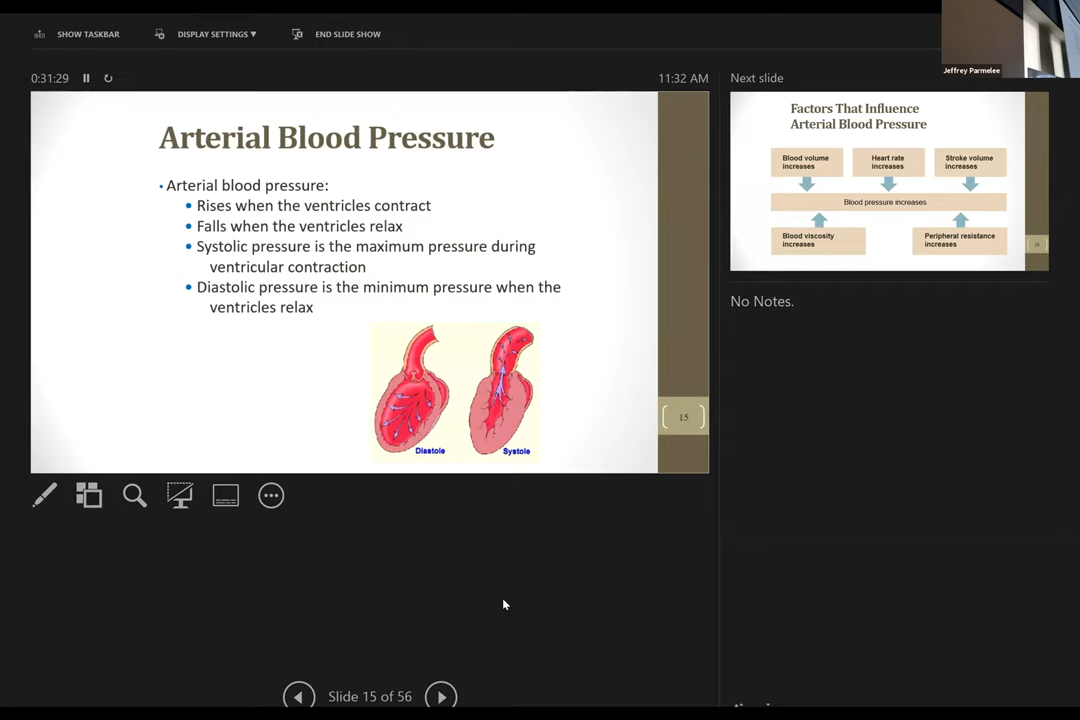 SHOW TASKBAR
DISPLAY SETTINGS ▾
END SLIDE SHOW
Jeffrey Parmelee
0:31:29
11:32 AM
Next slide
Arterial Blood Pressure
• Arterial blood pressure:
• Rises when the ventricles contract
• Falls when the ventricles relax
• Systolic pressure is the maximum pressure during
ventricular contraction
• Diastolic pressure is the minimum pressure when the
ventricles relax
Diastole
Systole
15
Factors That Influence
Arterial Blood Pressure
Blood volume
increases
Heart rate
increases
Stroke volume
increases
Blood pressure increases
Blood viscosity
increases
Peripheral resistance
increases
No Notes.
Slide 15 of 56